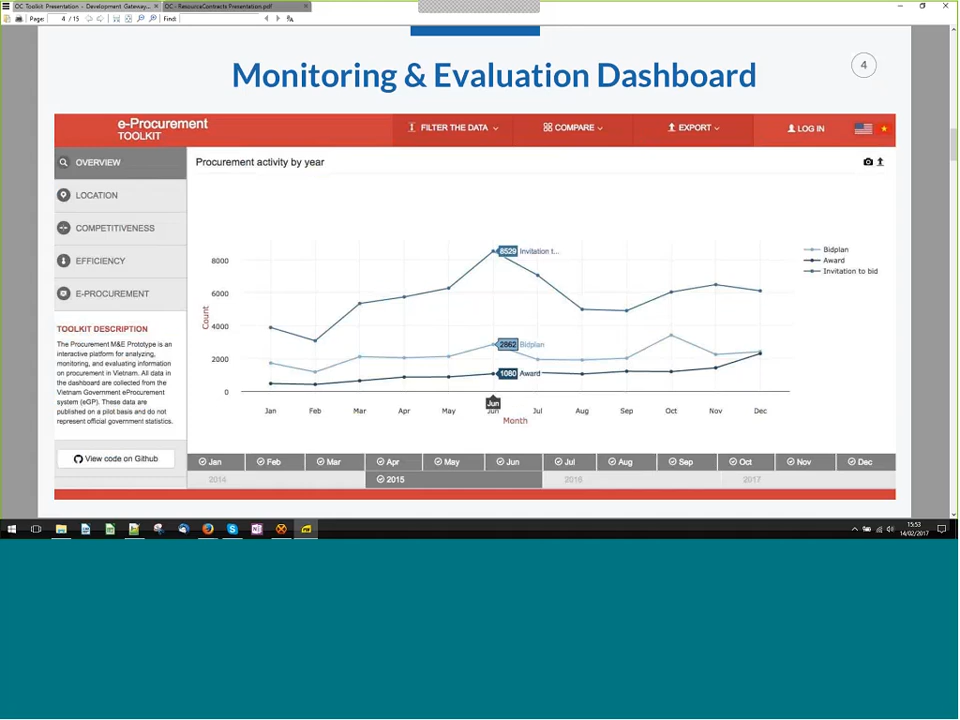 OC Toolkit Presentation - Development Gateway...
OC - ResourceContracts Presentation.pdf
Page: 4 / 15
Find:
Monitoring & Evaluation Dashboard
4
e-Procurement
TOOLKIT
FILTER THE DATA
COMPARE
EXPORT
LOG IN
OVERVIEW
LOCATION
COMPETITIVENESS
EFFICIENCY
E-PROCUREMENT
TOOLKIT DESCRIPTION
The Procurement M&E Prototype is an
interactive platform for analyzing,
monitoring, and evaluating information
on procurement in Vietnam. All data in
the dashboard are collected from the
Vietnam Government eProcurement
system (eGP). These data are
published on a pilot basis and do not
represent official government statistics.
View code on Github
Procurement activity by year
8529 Invitation t...
2862 Bidplan
1080 Award
Bidplan
Award
Invitation to bid
8000
6000
4000
2000
0
Count
Jun
Jan Feb Mar Apr May Jun Jul Aug Sep Oct Nov Dec
Month
Jan Feb Mar Apr May Jun Jul Aug Sep Oct Nov Dec
2014 2015 2016 2017
15:53
14/02/2017